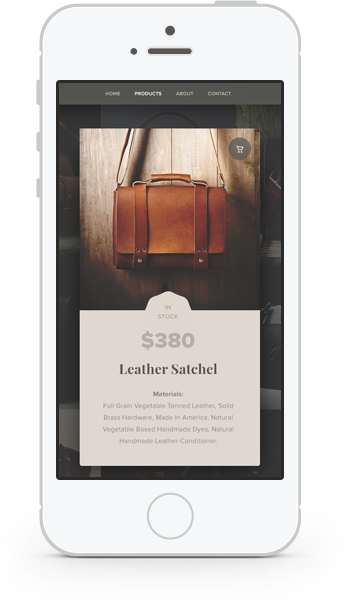 HOME PRODUCTS ABOUT CONTACT
IN
STOCK
$380
Leather Satchel
Materials:
Full Grain Vegetable Tanned Leather, Solid
Brass Hardware, Made in America, Natural
Vegetable Based Handmade Dyes, Natural
Handmade Leather Conditioner.